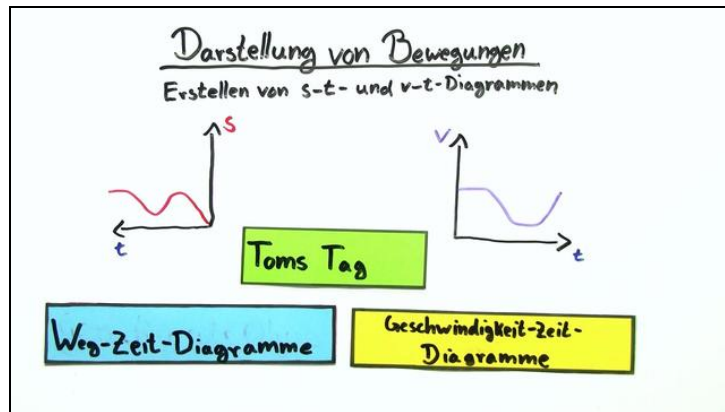 Darstellung von Bewegungen
Erstellen von s-t- und v-t-Diagrammen
s
v
t
t
Toms Tag
Weg-Zeit-Diagramme
Geschwindigkeit-Zeit-
Diagramme